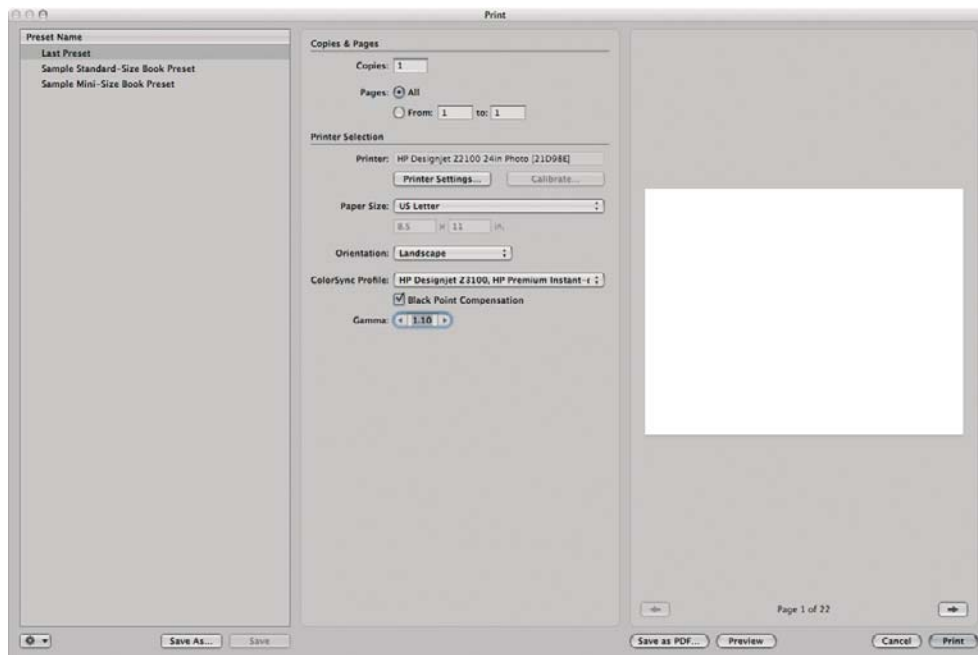 Print
Preset Name
Last Preset
Sample Standard-Size Book Preset
Sample Mini-Size Book Preset
Copies & Pages
Copies: 1
Pages: All
From: 1 to: 1
Printer Selection
Printer: HP Designjet Z2100 24in Photo [21D98E]
Printer Settings... Calibrate...
Paper Size: US Letter
8.5 x 11 in.
Orientation: Landscape
ColorSync Profile: HP Designjet Z3100, HP Premium Instant-
Black Point Compensation
Gamma: 1.10
Page 1 of 22
Save As... Save
Save as PDF... Preview Cancel Print